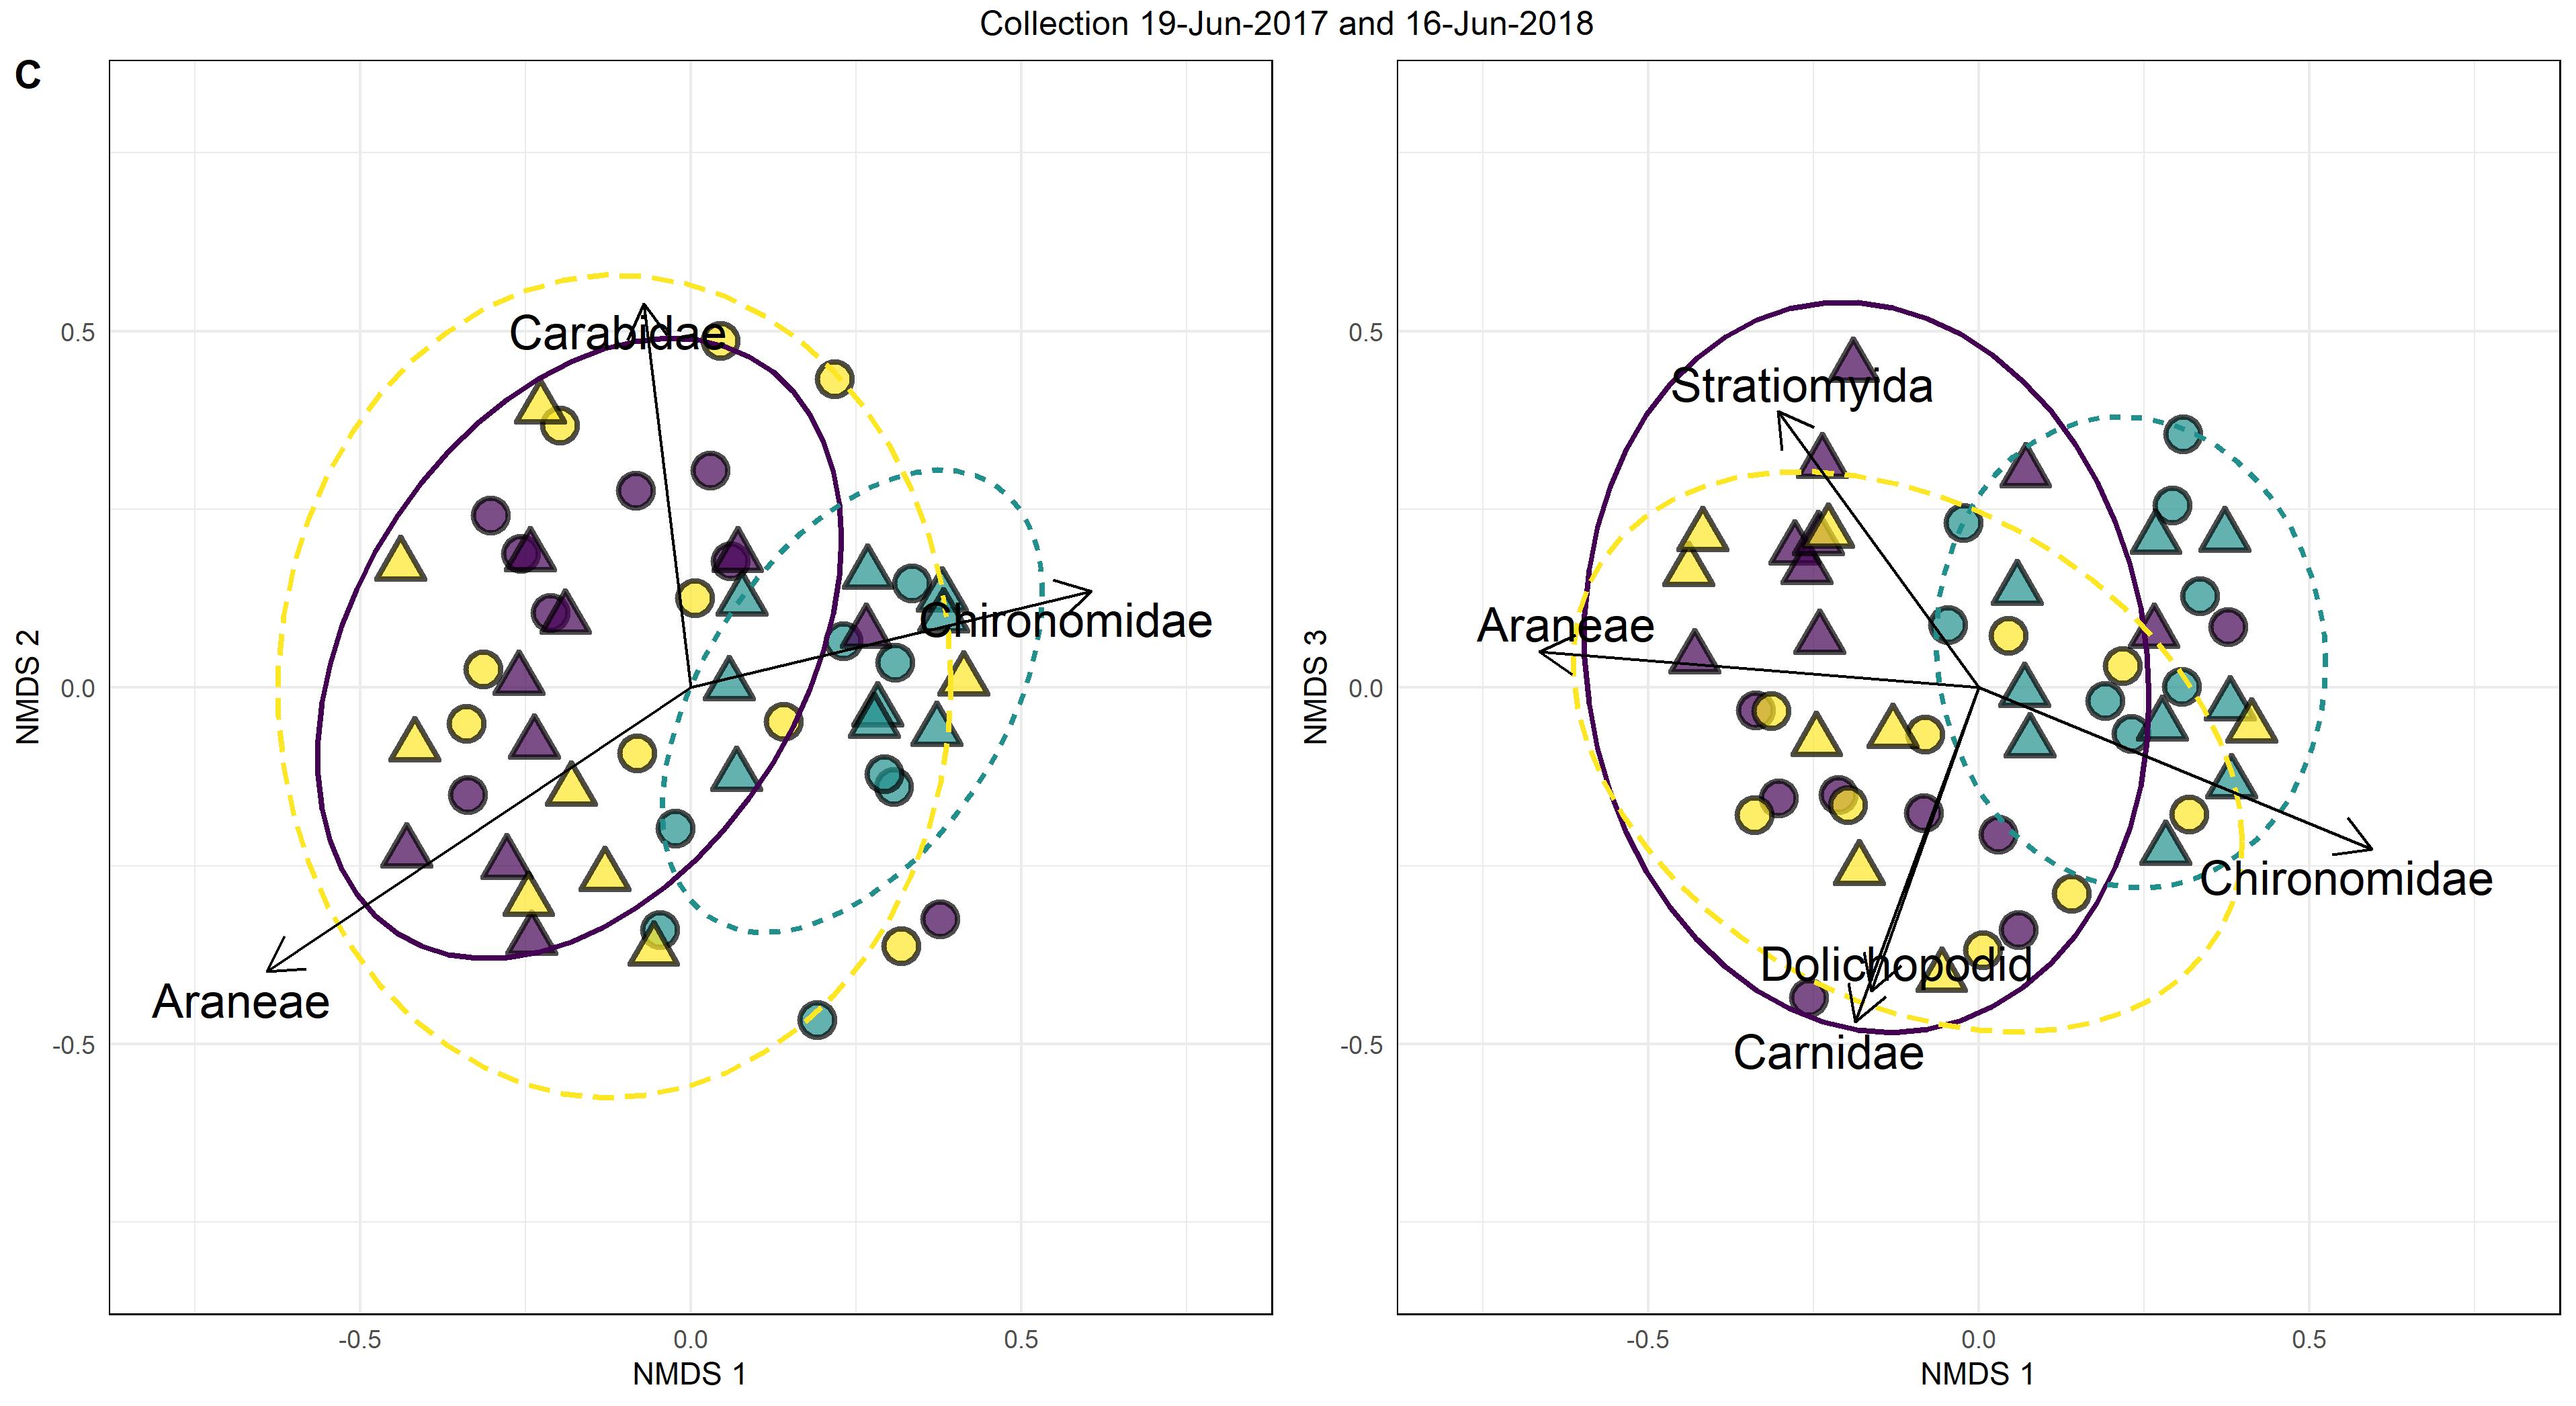 Collection 19-Jun-2017 and 16-Jun-2018
C
NMDS 2
0.5
0.0
-0.5
Carabidae
Chironomidae
Araneae
-0.5
0.0
0.5
NMDS 1
NMDS 3
0.5
0.0
-0.5
Stratiomyida
Araneae
Chironomidae
Dolichopodid
Carnidae
-0.5
0.0
0.5
NMDS 1